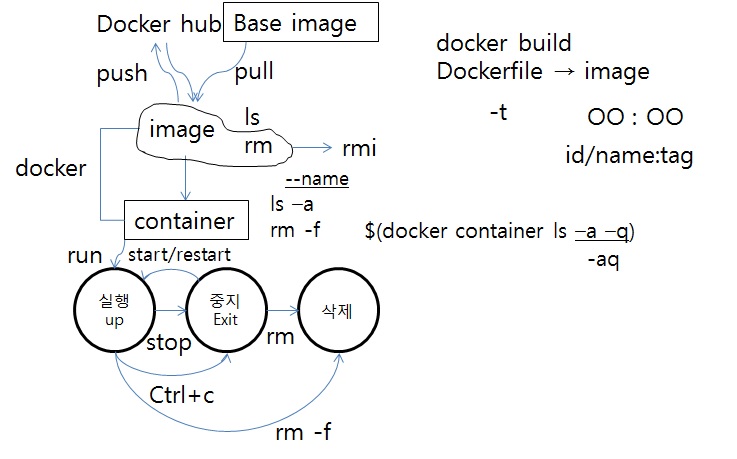 Docker hub
Base image
push
pull
image
ls
rm
rmi
docker
--name
ls –a
rm -f
container
run
start/restart
실행
up
중지
Exit
삭제
stop
rm
Ctrl+c
rm -f
docker build
Dockerfile → image
-t
OO : OO
id/name:tag
$(docker container ls –a –q)
-aq